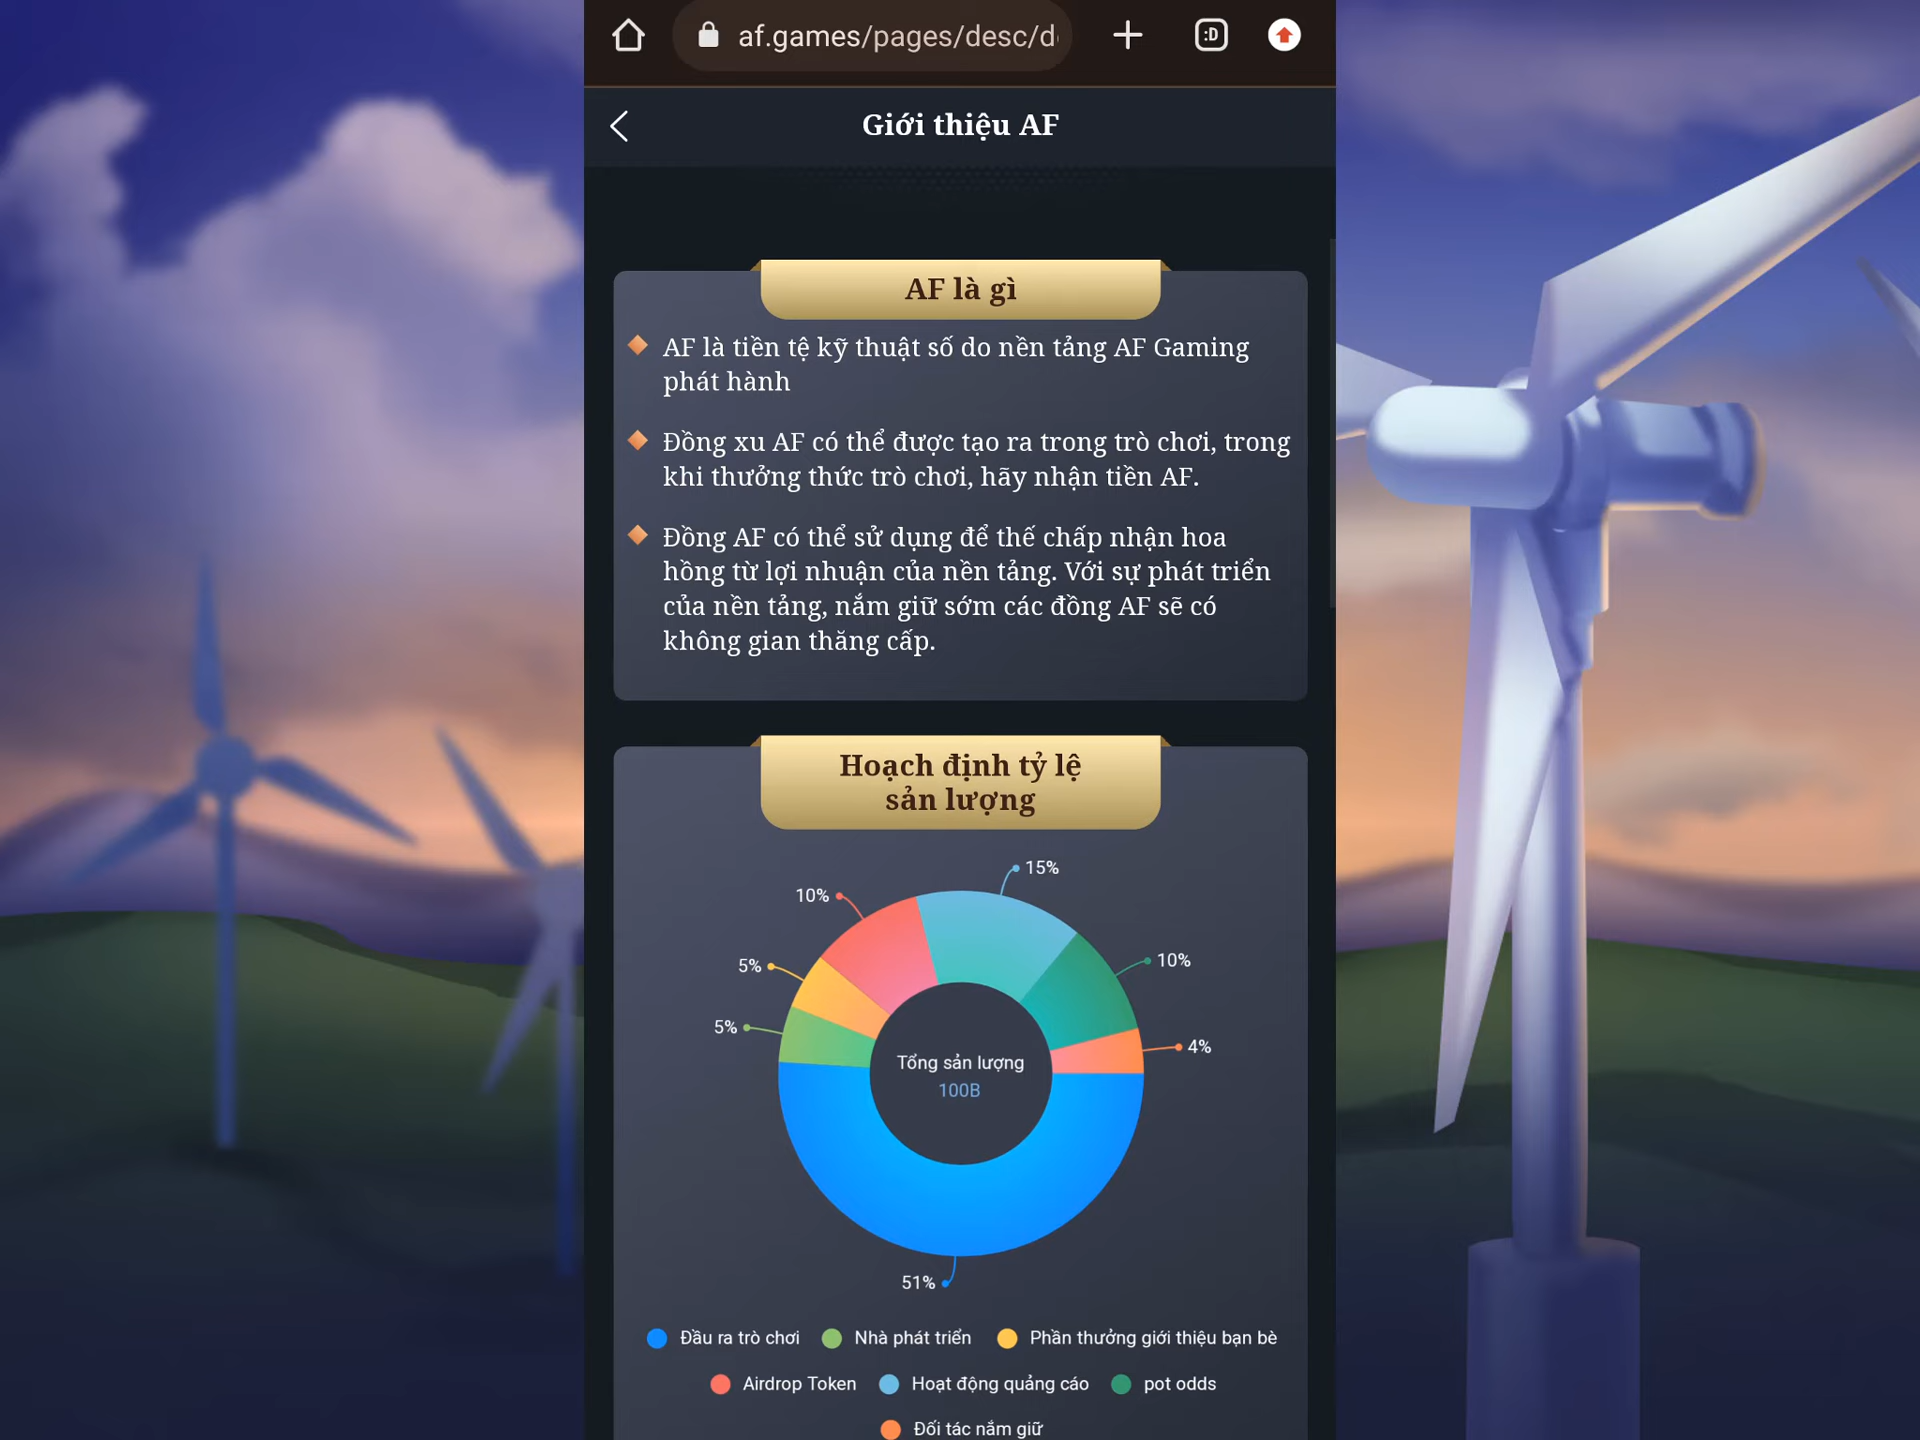 af.games/pages/desc/d
:D
Giới thiệu AF
AF là gì
AF là tiền tệ kỹ thuật số do nền tảng AF Gaming
phát hành
Đồng xu AF có thể được tạo ra trong trò chơi, trong
khi thưởng thức trò chơi, hãy nhận tiền AF.
Đồng AF có thể sử dụng để thế chấp nhận hoa
hồng từ lợi nhuận của nền tảng. Với sự phát triển
của nền tảng, nắm giữ sớm các đồng AF sẽ có
không gian thăng cấp.
Hoạch định tỷ lệ
sản lượng
15%
10%
5%
10%
5%
4%
Tổng sản lượng
100B
51%
Đầu ra trò chơi
Nhà phát triển
Phần thưởng giới thiệu bạn bè
Airdrop Token
Hoạt động quảng cáo
pot odds
Đối tác nắm giữ